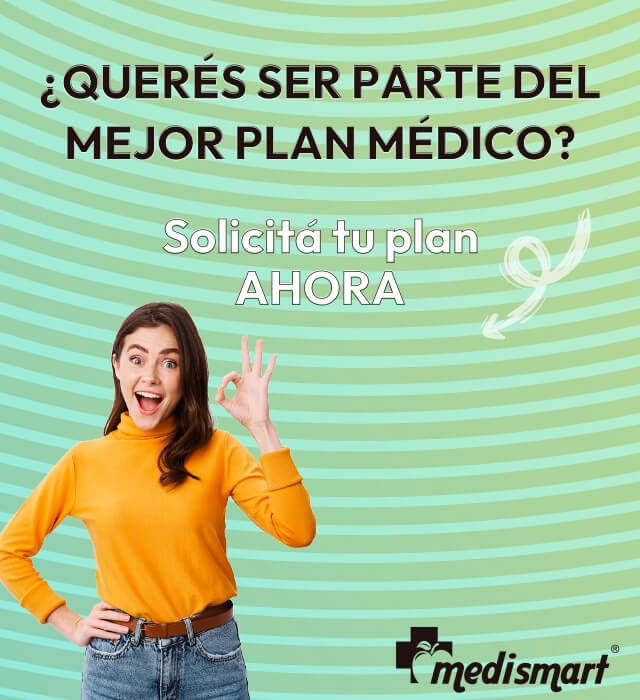 ¿QUERÉS SER PARTE DEL
MEJOR PLAN MÉDICO?
Solicitá tu plan
AHORA
medismart®